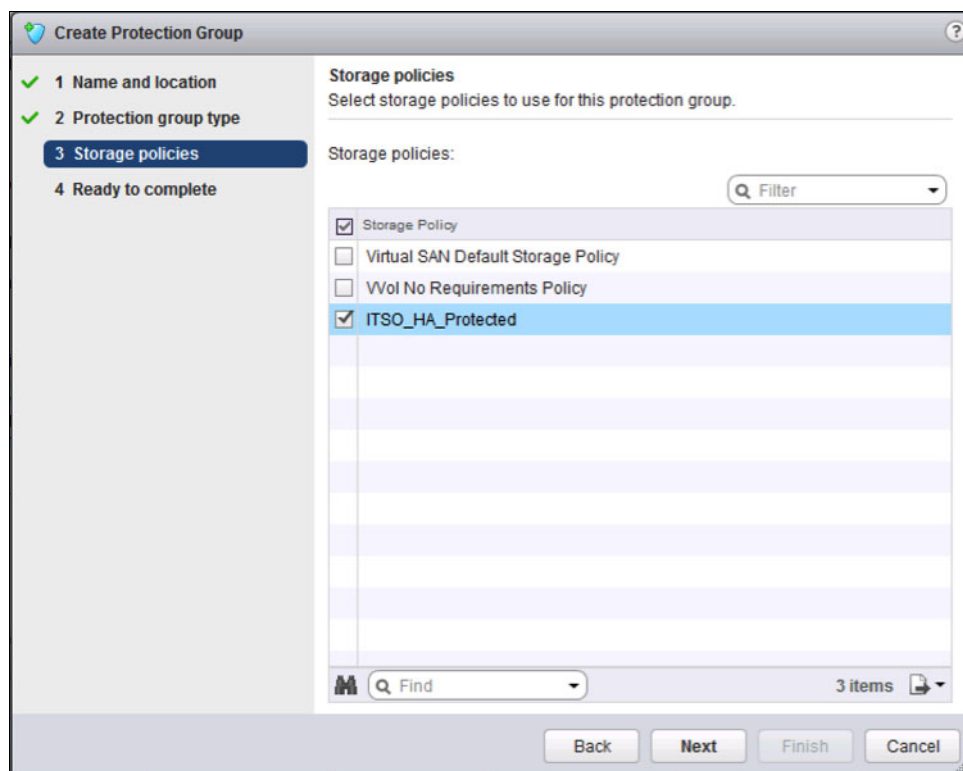 Create Protection Group
?
1 Name and location
2 Protection group type
3 Storage policies
4 Ready to complete
Storage policies
Select storage policies to use for this protection group.
Storage policies:
Filter
Storage Policy
Virtual SAN Default Storage Policy
VVol No Requirements Policy
ITSO_HA_Protected
Find
3 items
Back
Next
Finish
Cancel